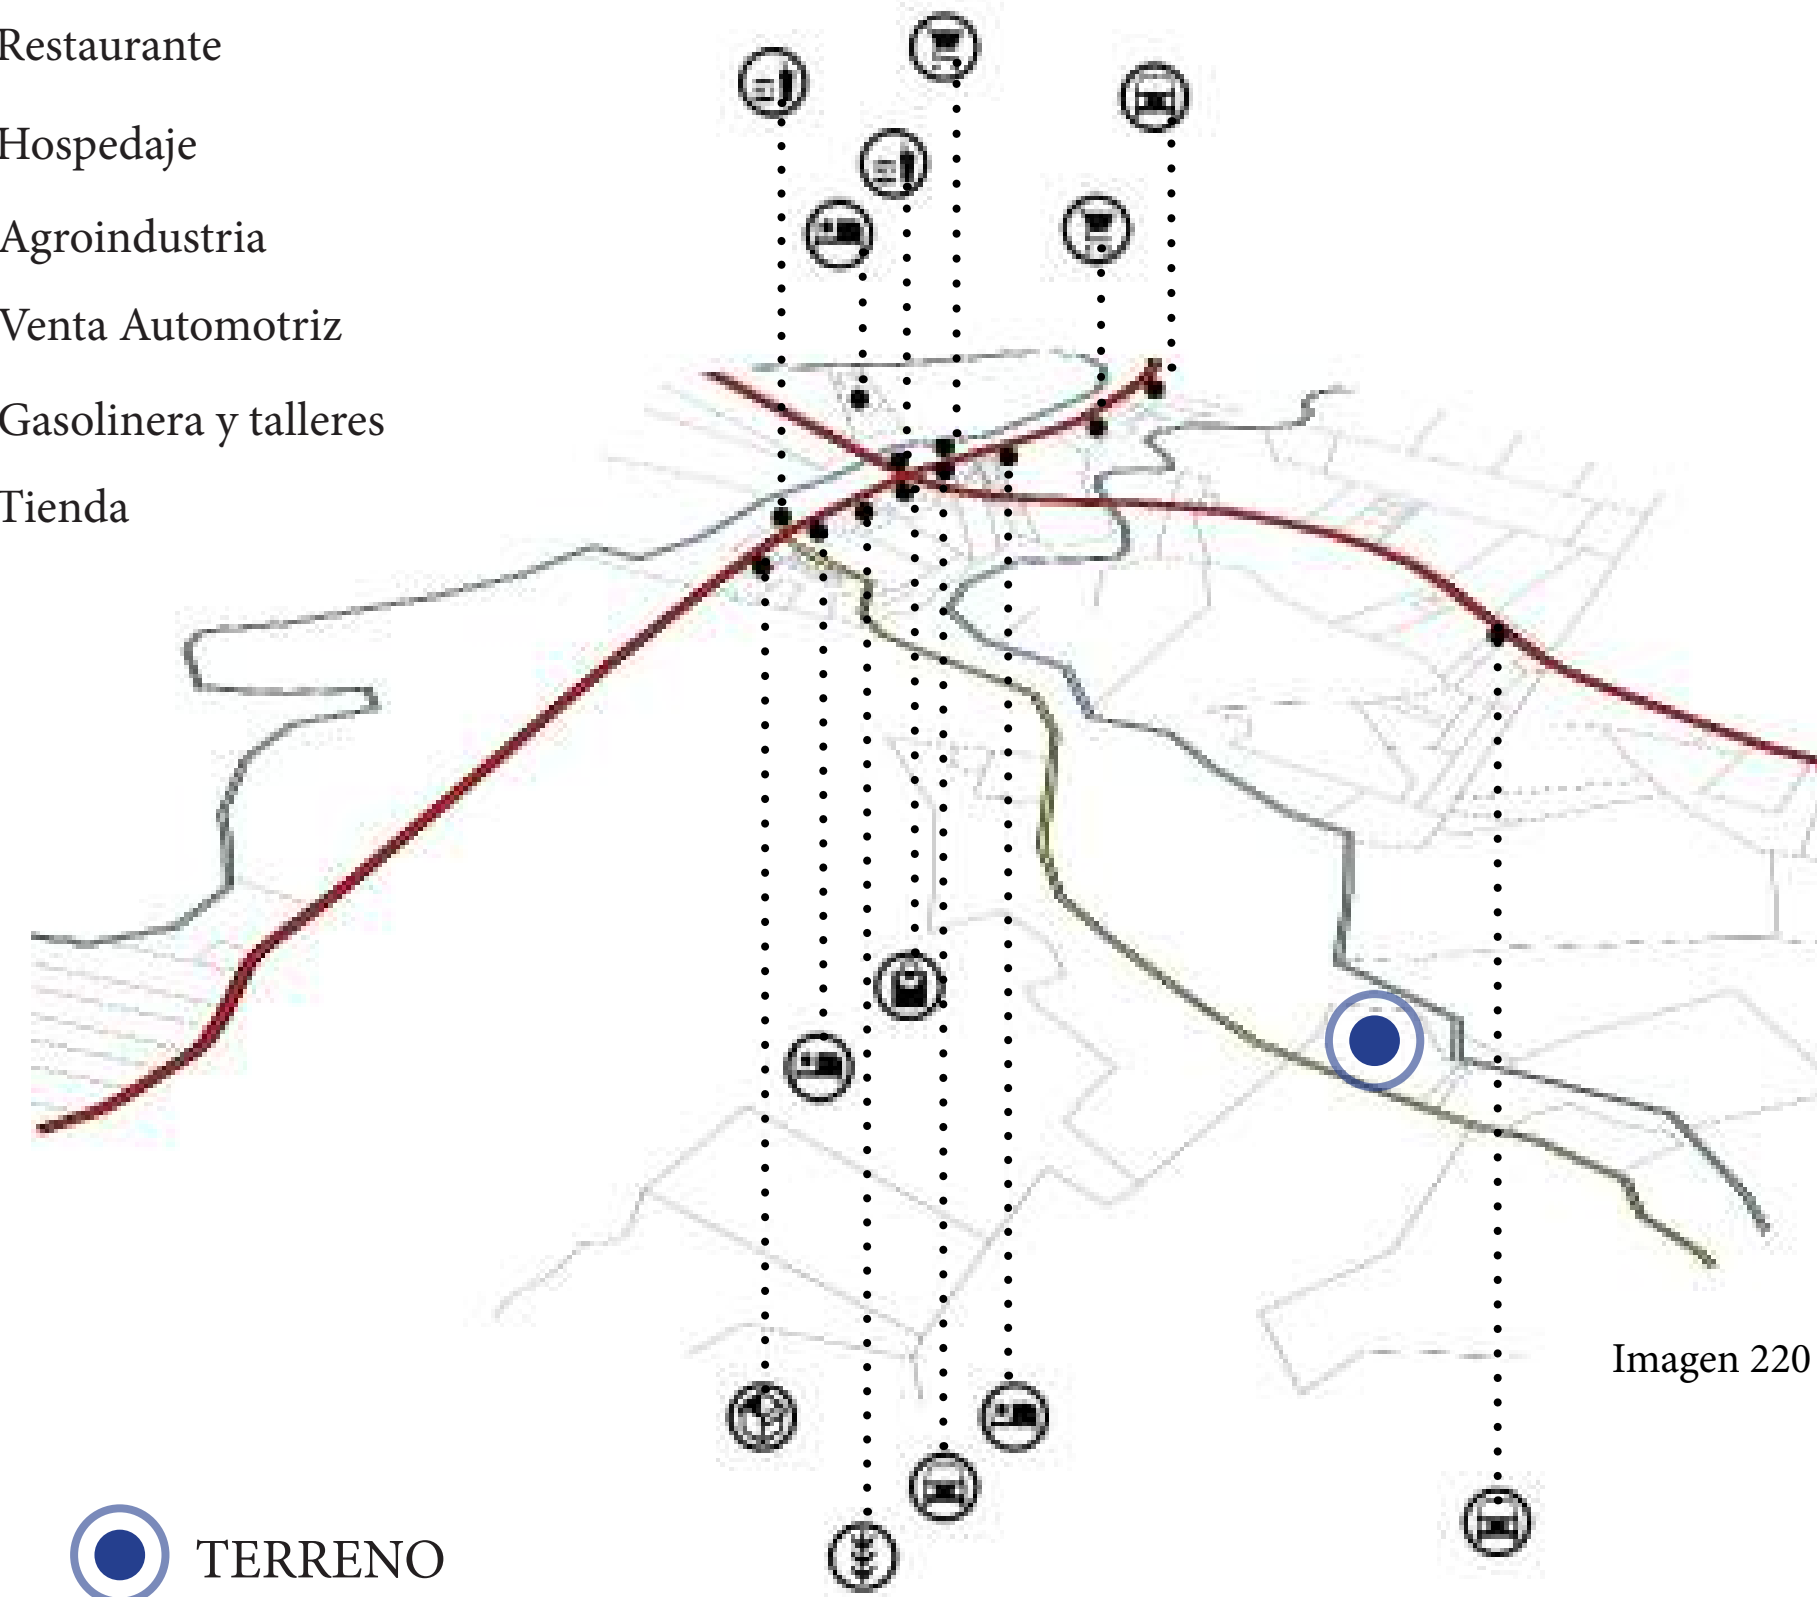 Restaurante
Hospedaje
Agroindustria
Venta Automotriz
Gasolinera y talleres
Tienda
Imagen 220
TERRENO